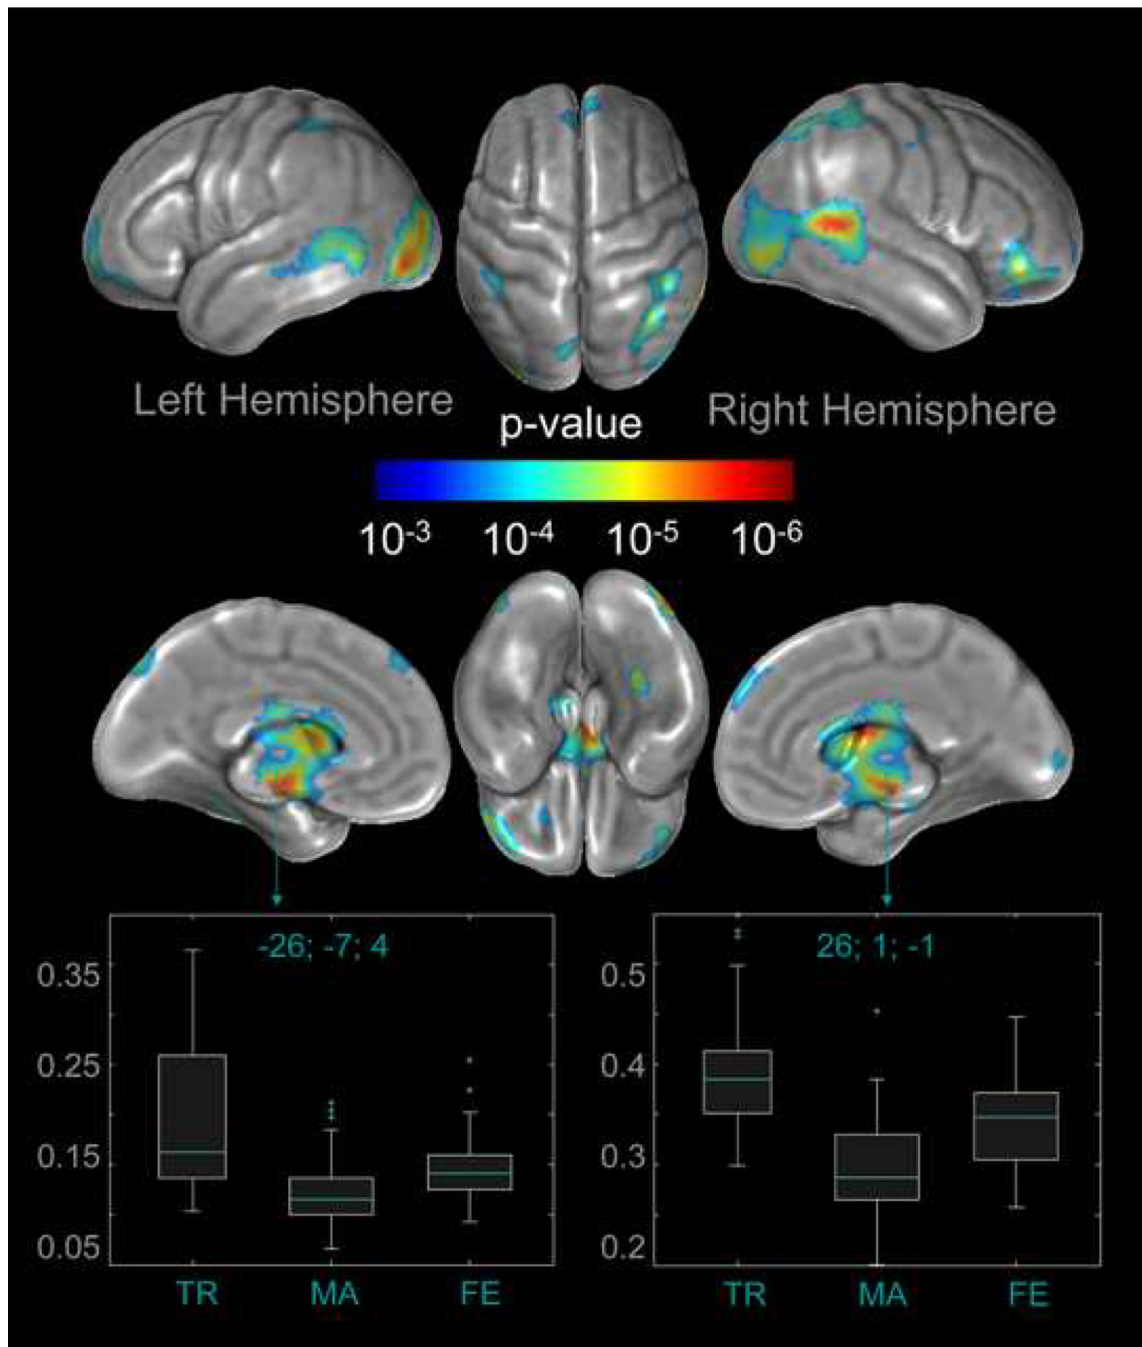 Left Hemisphere
p-value
Right Hemisphere
10-3 10-4 10-5 10-6
-26; -7; 4
0.35
0.25
0.15
0.05
TR MA FE
26; 1; -1
0.5
0.4
0.3
0.2
TR MA FE